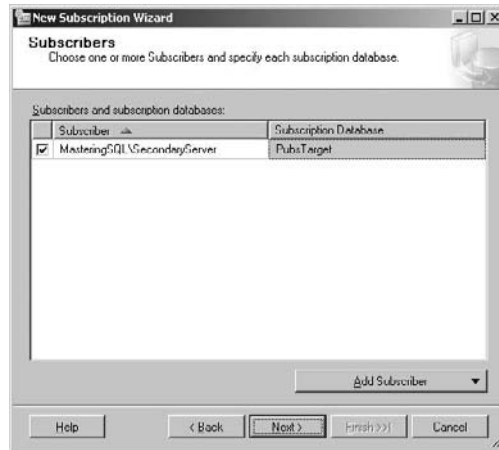 New Subscription Wizard
Subscribers
Choose one or more Subscribers and specify each subscription database.
Subscribers and subscription databases:
Subscriber Subscription Database
MasteringSQL\SecondaryServer PubsTarget
Add Subscriber
Help < Back Next > Finish >>| Cancel